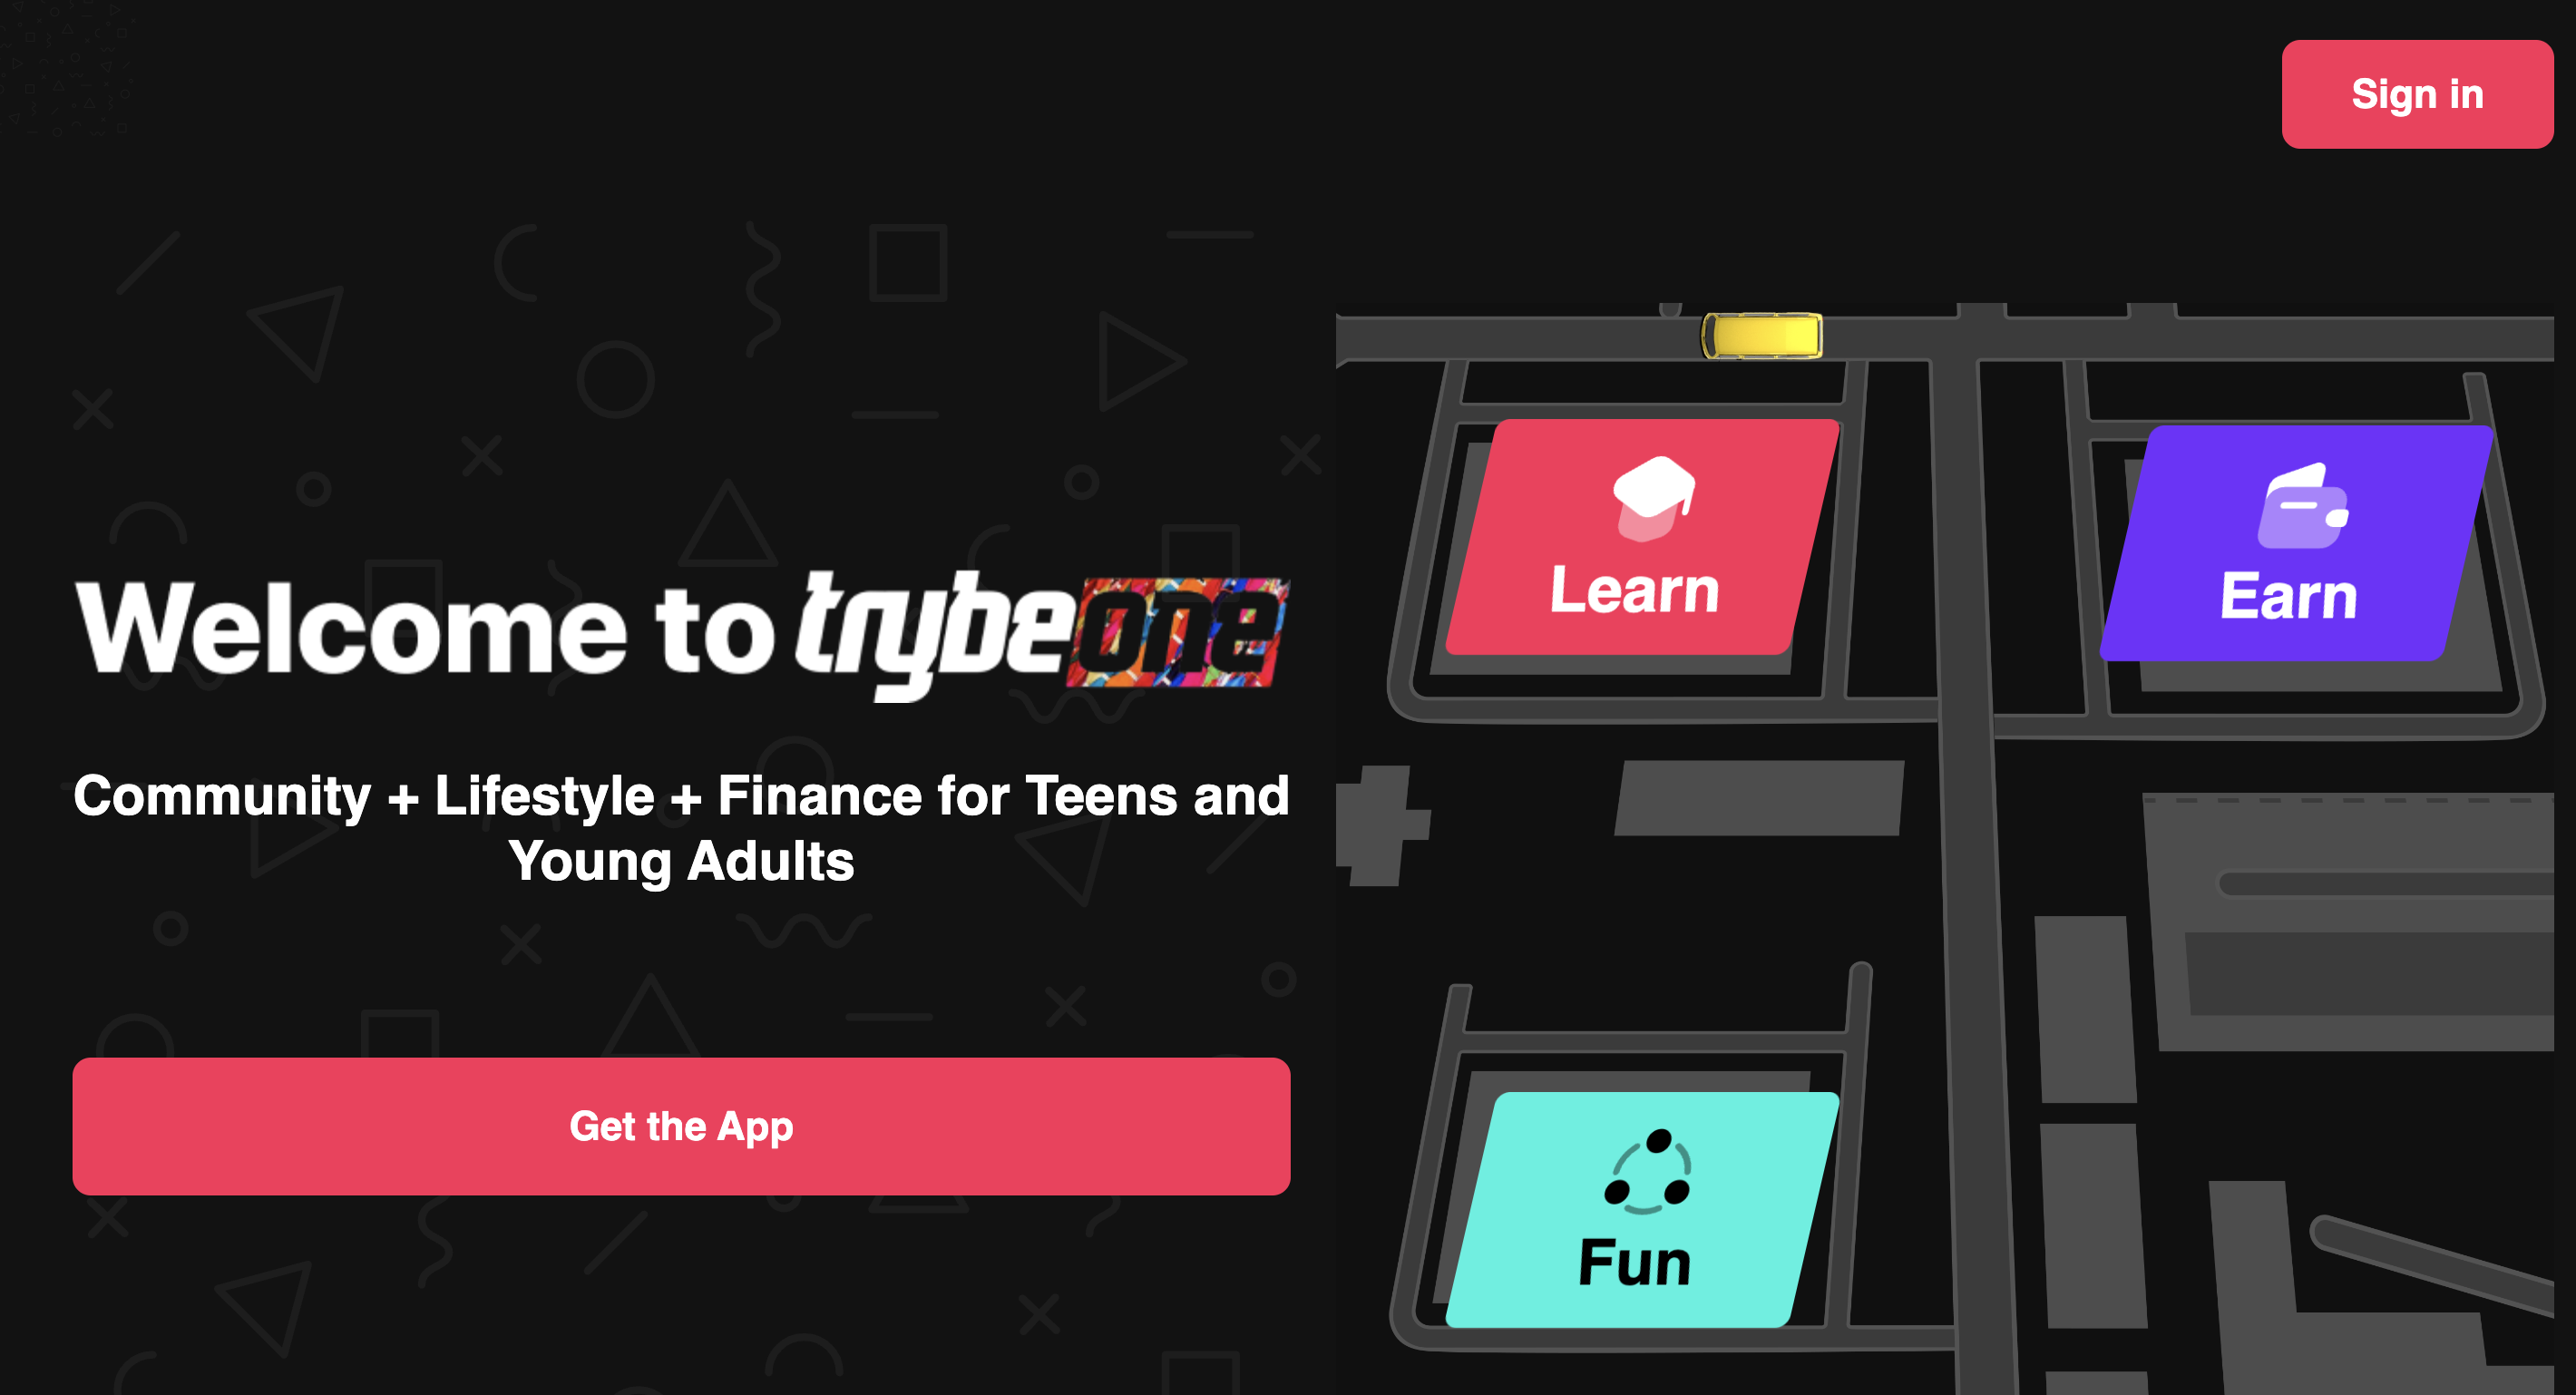 Sign in
Welcome to trybeone
Community + Lifestyle + Finance for Teens and
Young Adults
Get the App
Learn
Earn
Fun